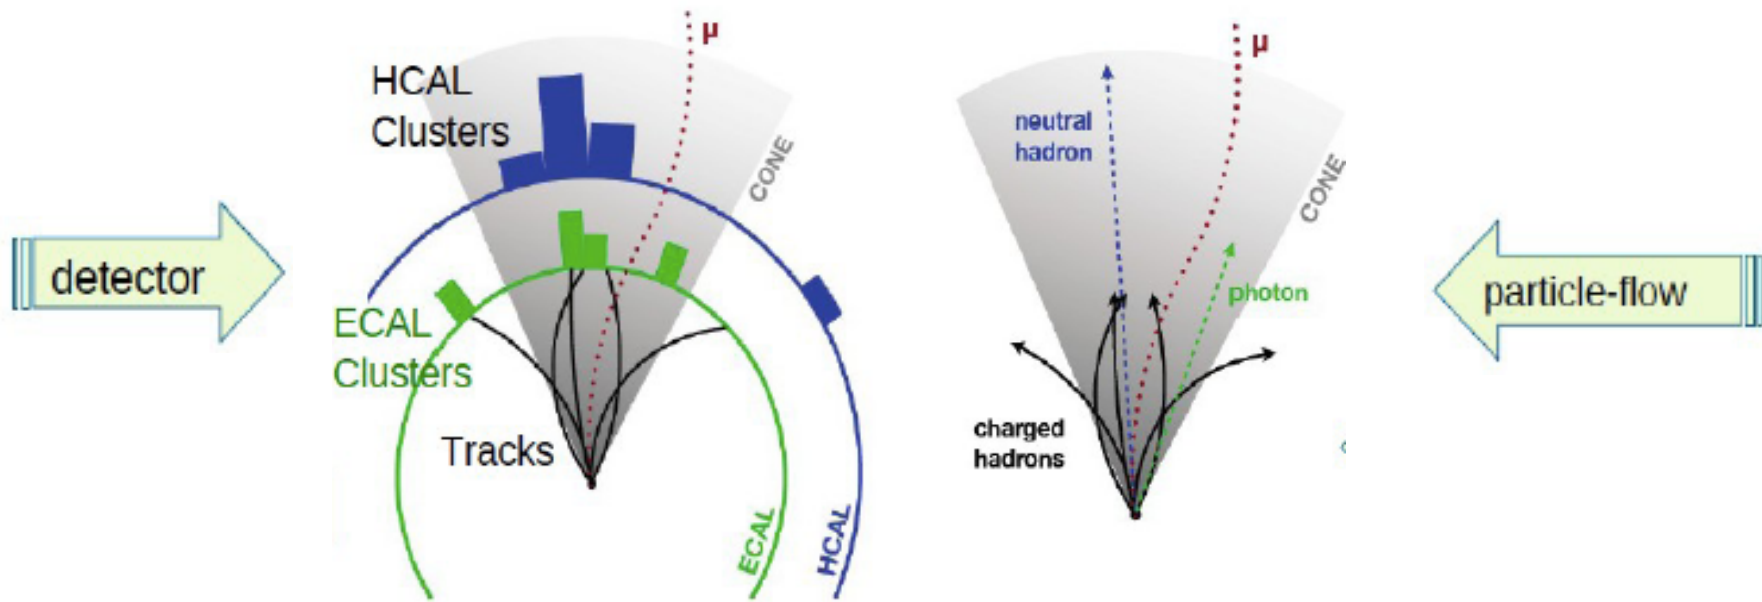 detector
HCAL
Clusters
μ
CONE
ECAL
Clusters
Tracks
ECAL
HCAL
μ
neutral
hadron
CONE
photon
charged
hadrons
particle-flow